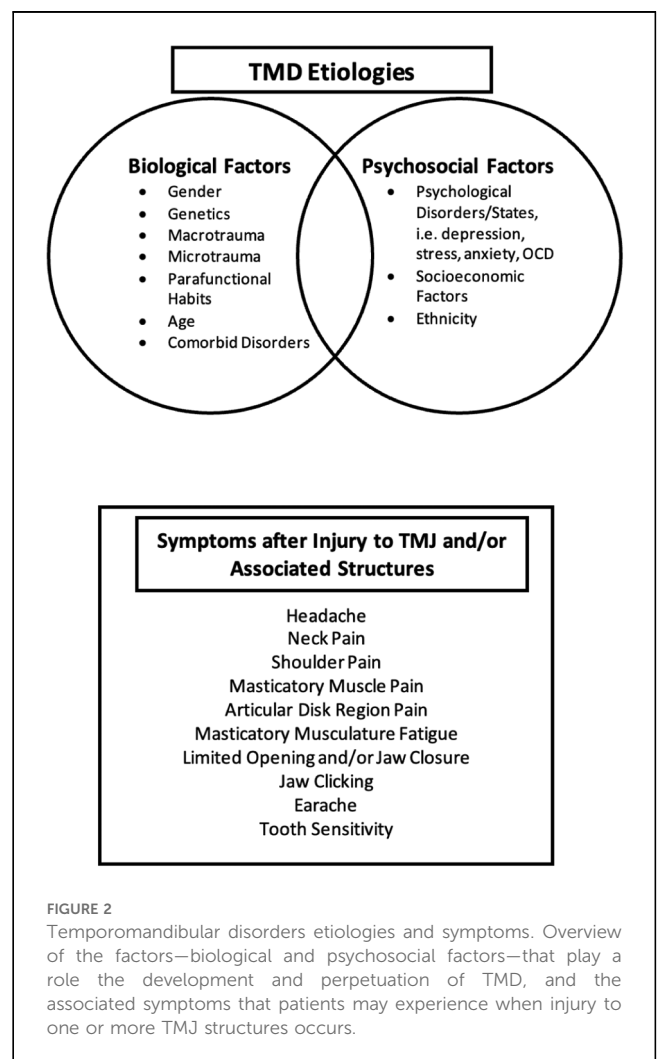 TMD Etiologies
Biological Factors
• Gender
• Genetics
• Macrotrauma
• Microtrauma
• Parafunctional
Habits
• Age
• Comorbid Disorders
Psychosocial Factors
• Psychological
Disorders/States,
i.e. depression,
stress, anxiety, OCD
• Socioeconomic
Factors
• Ethnicity
Symptoms after Injury to TMJ and/or
Associated Structures
Headache
Neck Pain
Shoulder Pain
Masticatory Muscle Pain
Articular Disk Region Pain
Masticatory Musculature Fatigue
Limited Opening and/or Jaw Closure
Jaw Clicking
Earache
Tooth Sensitivity
FIGURE 2
Temporomandibular disorders etiologies and symptoms. Overview
of the factors—biological and psychosocial factors—that play a
role the development and perpetuation of TMD, and the
associated symptoms that patients may experience when injury to
one or more TMJ structures occurs.